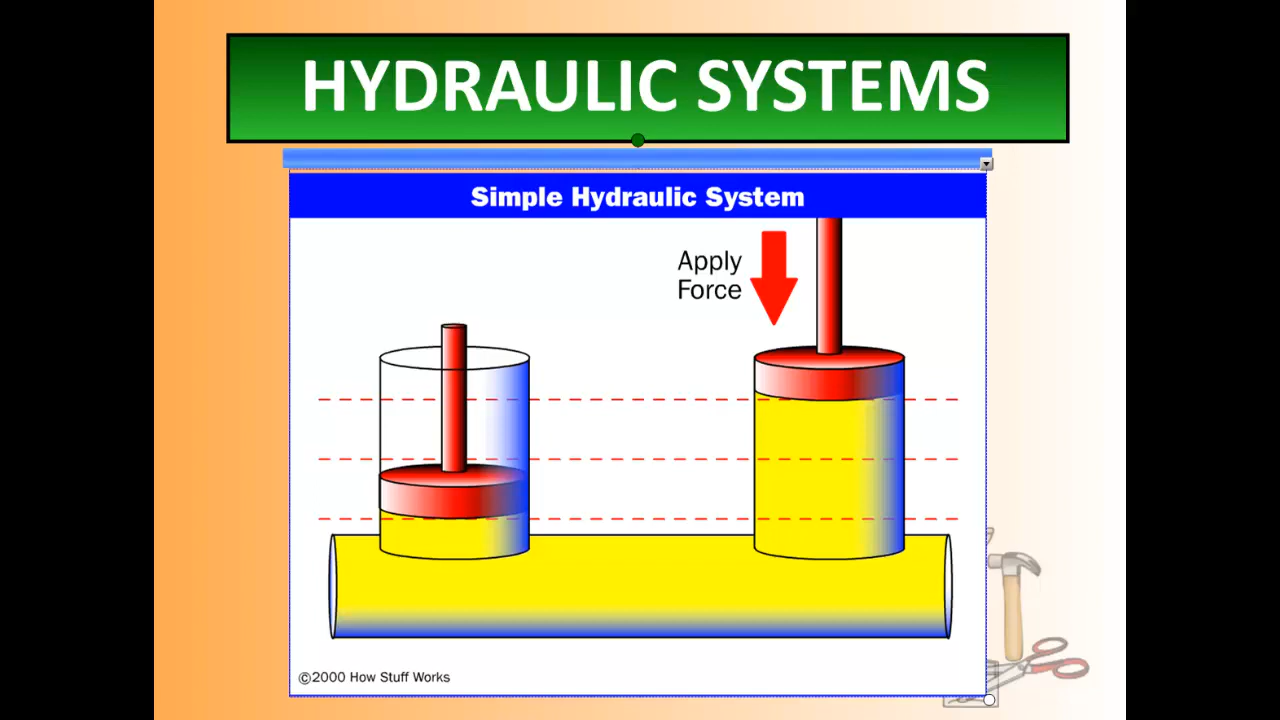 HYDRAULIC SYSTEMS
Simple Hydraulic System
Apply
Force
©2000 How Stuff Works